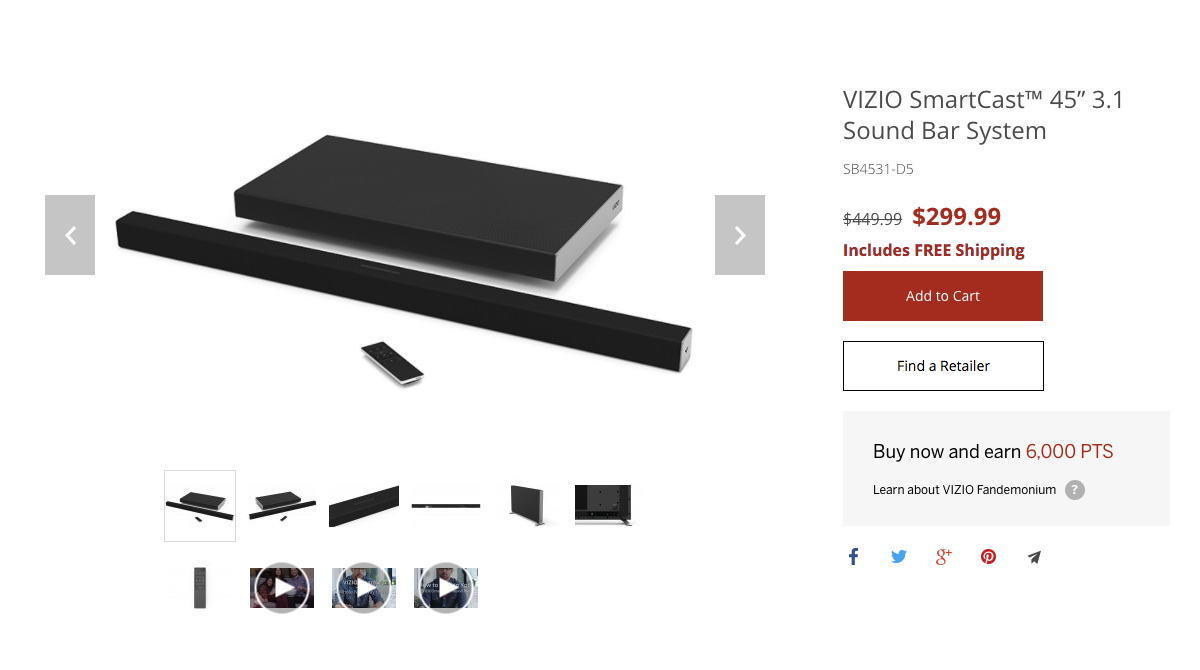 VIZIO SmartCast™ 45” 3.1
Sound Bar System
SB4531-D5
$449.99 $299.99
Includes FREE Shipping
Add to Cart
Find a Retailer
Buy now and earn 6,000 PTS
Learn about VIZIO Fandemonium ?
f g+